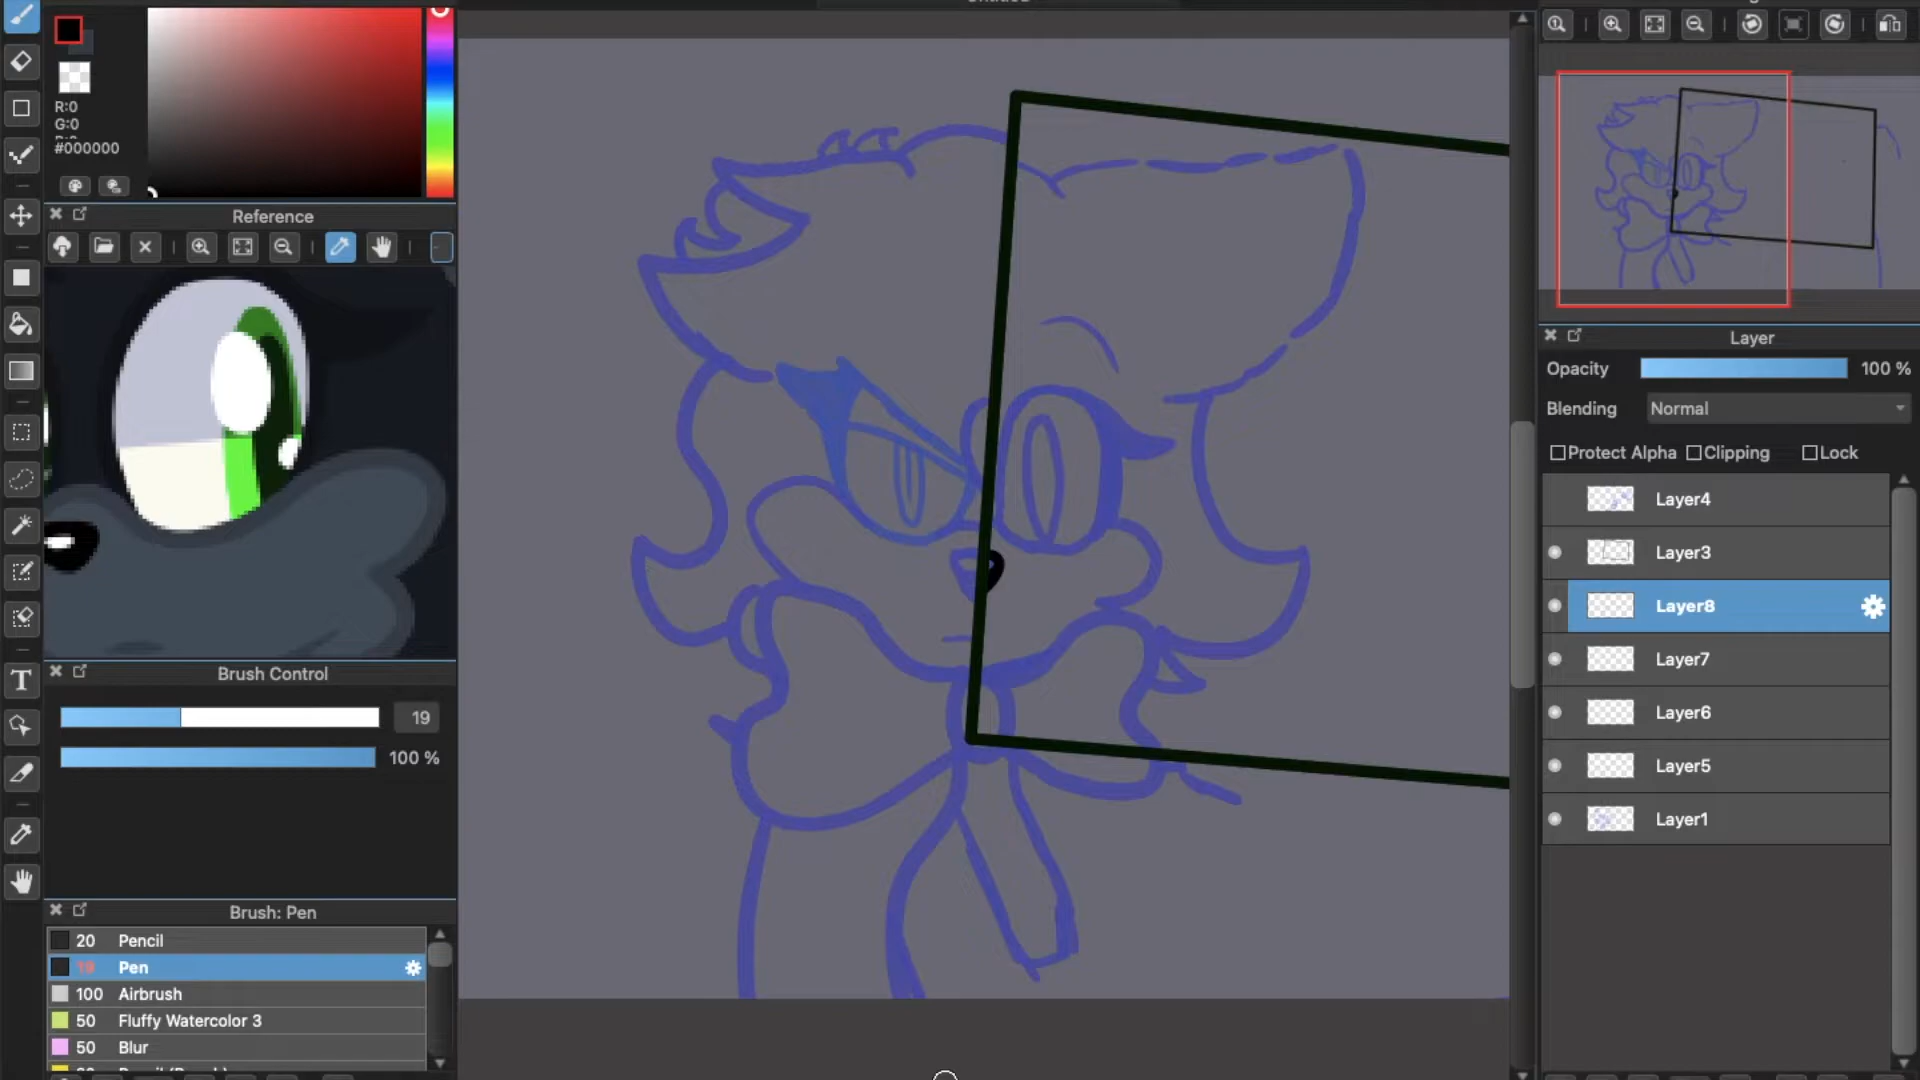 R:0
G:0
#000000
Reference
Brush Control
19
100 %
Brush: Pen
20 Pencil
19 Pen
100 Airbrush
50 Fluffy Watercolor 3
50 Blur
Layer
Opacity 100 %
Blending Normal
Protect Alpha Clipping Lock
Layer4
Layer3
Layer8
Layer7
Layer6
Layer5
Layer1
T